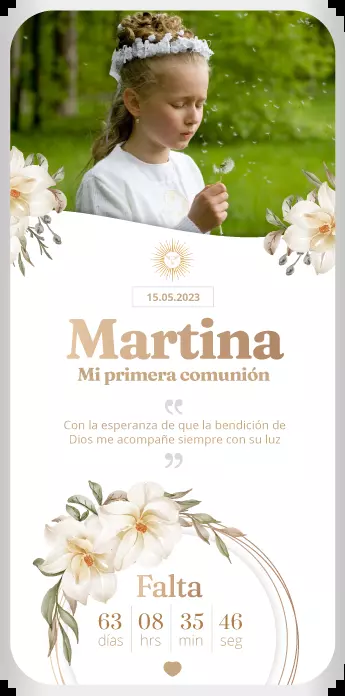 15.05.2023
Martina
Mi primera comunión
Con la esperanza de que la bendición de
Dios me acompañe siempre con su luz
Falta
63 08 35 46
días hrs min seg